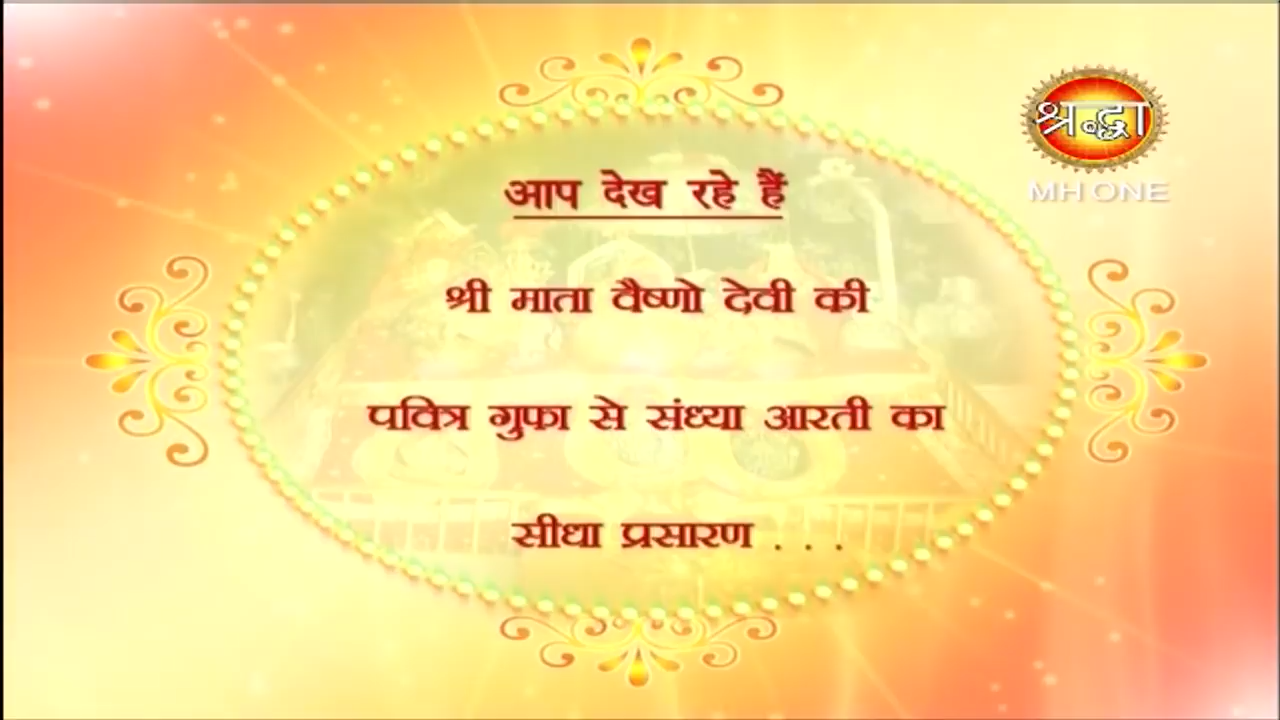 श्रद्धा
MH ONE
आप देख रहे हैं
श्री माता वैष्णो देवी की
पवित्र गुफा से संध्या आरती का
सीधा प्रसारण . . .